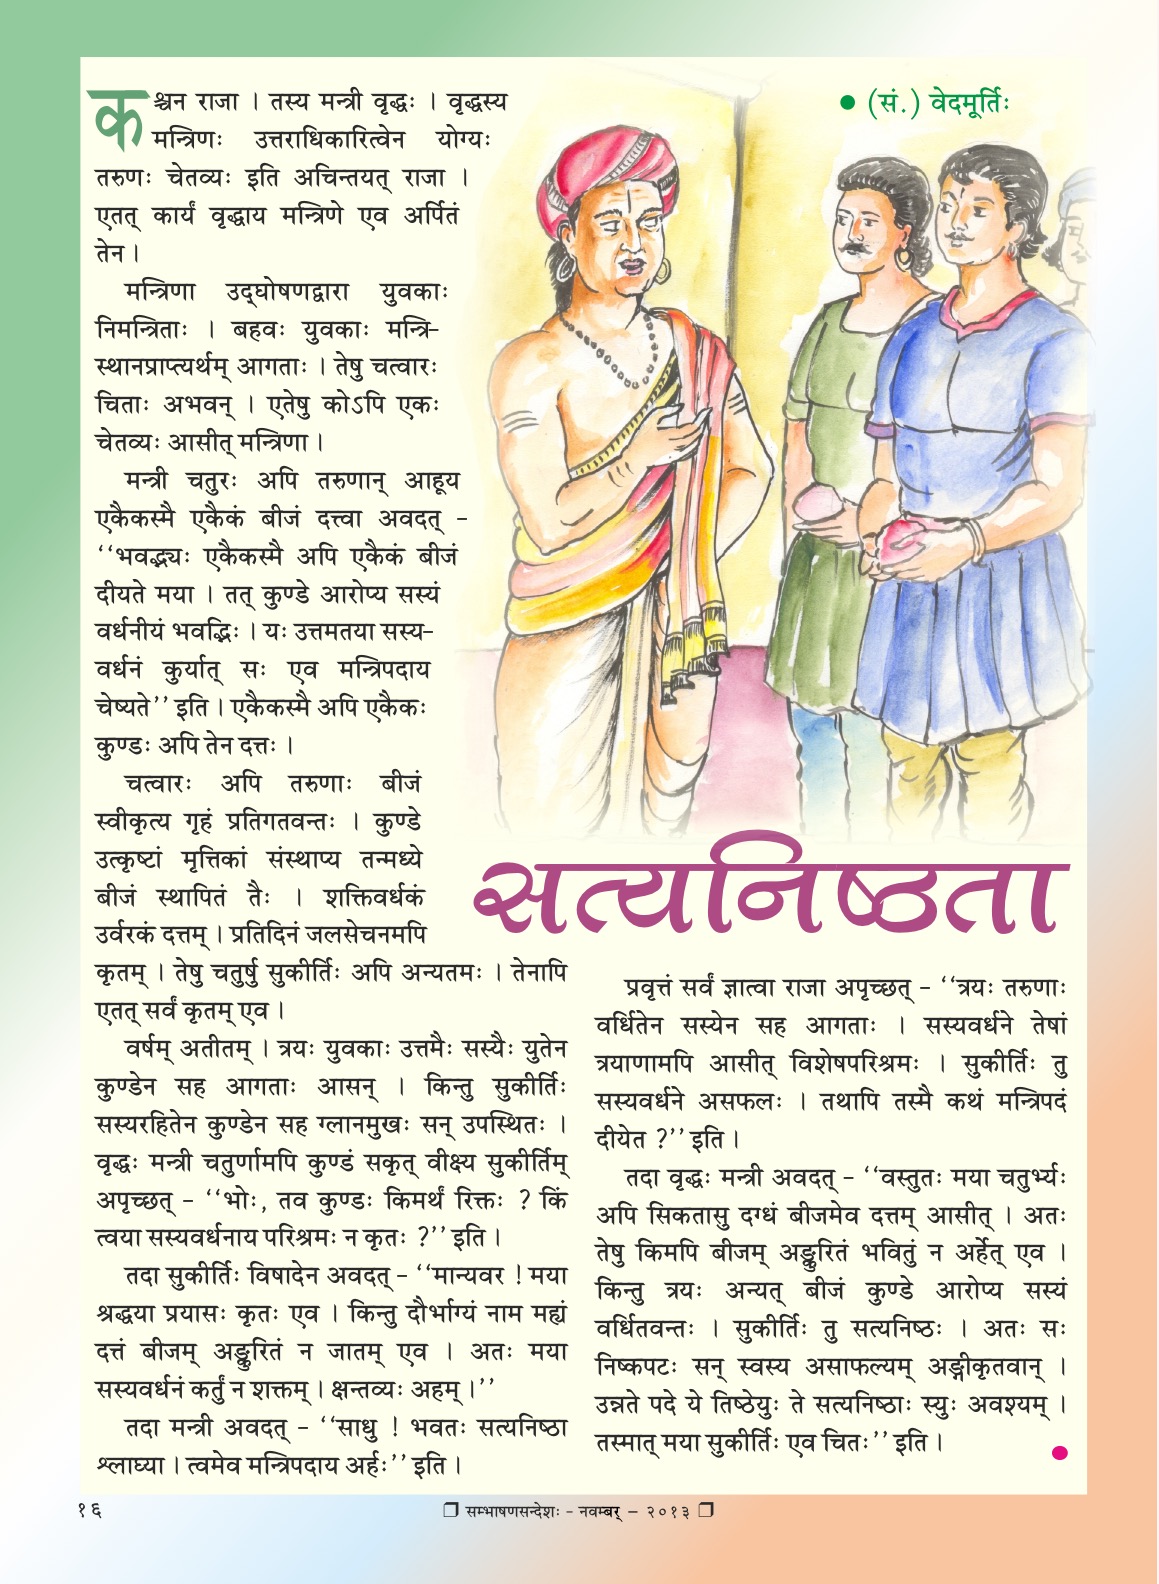 ● (सं.) वेदमूर्तिः
कश्चन राजा । तस्य मन्त्री वृद्धः । वृद्धस्य
मन्त्रिणः उत्तराधिकारित्वेन योग्यः
तरुणः चेतव्यः इति अचिन्तयत् राजा ।
एतत् कार्यं वृद्धाय मन्त्रिणे एव अर्पितं
तेन ।
मन्त्रिणा उद्घोषणद्वारा युवकाः
निमन्त्रिताः । बहवः युवकाः मन्त्रि-
स्थानप्राप्त्यर्थम् आगताः । तेषु चत्वारः
चिताः अभवन् । एतेषु कोऽपि एकः
चेतव्यः आसीत् मन्त्रिणा ।
मन्त्री चतुरः अपि तरुणान् आहूय
एकैकस्मै एकैकं बीजं दत्त्वा अवदत् -
‘‘भवद्भ्यः एकैकस्मै अपि एकैकं बीजं
दीयते मया । तत् कुण्डे आरोप्य सस्यं
वर्धनीयं भवद्भिः । यः उत्तमतया सस्य-
वर्धनं कुर्यात् सः एव मन्त्रिपदाय
चेष्यते’’ इति । एकैकस्मै अपि एकैकः
कुण्डः अपि तेन दत्तः ।
चत्वारः अपि तरुणाः बीजं
स्वीकृत्य गृहं प्रतिगतवन्तः । कुण्डे
उत्कृष्टां मृत्तिकां संस्थाप्य तन्मध्ये
बीजं स्थापितं तैः । शक्तिवर्धकं
उर्वरकं दत्तम् । प्रतिदिनं जलसेचनमपि
कृतम् । तेषु चतुर्षु सुकीर्तिः अपि अन्यतमः । तेनापि
एतत् सर्वं कृतम् एव ।
वर्षम् अतीतम् । त्रयः युवकाः उत्तमैः सस्यैः युतेन
कुण्डेन सह आगताः आसन् । किन्तु सुकीर्तिः
सस्यरहितेन कुण्डेन सह ग्लानमुखः सन् उपस्थितः ।
वृद्धः मन्त्री चतुर्णामपि कुण्डं सकृत् वीक्ष्य सुकीर्तिम्
अपृच्छत् - ‘‘भोः, तव कुण्डः किमर्थं रिक्तः ? किं
त्वया सस्यवर्धनाय परिश्रमः न कृतः ?’’ इति ।
तदा सुकीर्तिः विषादेन अवदत् - ‘‘मान्यवर ! मया
श्रद्धया प्रयासः कृतः एव । किन्तु दौर्भाग्यं नाम मह्यं
दत्तं बीजम् अङ्कुरितं न जातम् एव । अतः मया
सस्यवर्धनं कर्तुं न शक्तम् । क्षन्तव्यः अहम् ।’’
तदा मन्त्री अवदत् - ‘‘साधु ! भवतः सत्यनिष्ठा
श्लाघ्या । त्वमेव मन्त्रिपदाय अर्हः’’ इति ।
सत्यनिष्ठता
प्रवृत्तं सर्वं ज्ञात्वा राजा अपृच्छत् - ‘‘त्रयः तरुणाः
वर्धितेन सस्येन सह आगताः । सस्यवर्धने तेषां
त्रयाणामपि आसीत् विशेषपरिश्रमः । सुकीर्तिः तु
सस्यवर्धने असफलः । तथापि तस्मै कथं मन्त्रिपदं
दीयेत ?’’ इति ।
तदा वृद्धः मन्त्री अवदत् - ‘‘वस्तुतः मया चतुर्भ्यः
अपि सिकतासु दग्धं बीजमेव दत्तम् आसीत् । अतः
तेषु किमपि बीजम् अङ्कुरितं भवितुं न अर्हेत् एव ।
किन्तु त्रयः अन्यत् बीजं कुण्डे आरोप्य सस्यं
वर्धितवन्तः । सुकीर्तिः तु सत्यनिष्ठः । अतः सः
निष्कपटः सन् स्वस्य असाफल्यम् अङ्गीकृतवान् ।
उन्नते पदे ये तिष्ठेयुः ते सत्यनिष्ठाः स्युः अवश्यम् ।
तस्मात् मया सुकीर्तिः एव चितः’’ इति ।
१६
❐ सम्भाषणसन्देशः - नवम्बर् – २०१३ ❐